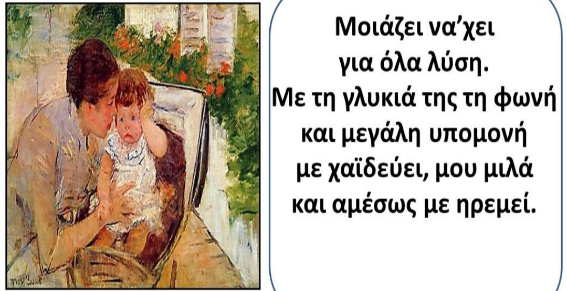 Μοιάζει να’χει
για όλα λύση.
Με τη γλυκιά της τη φωνή
και μεγάλη υπομονή
με χαϊδεύει, μου μιλά
και αμέσως με ηρεμεί.